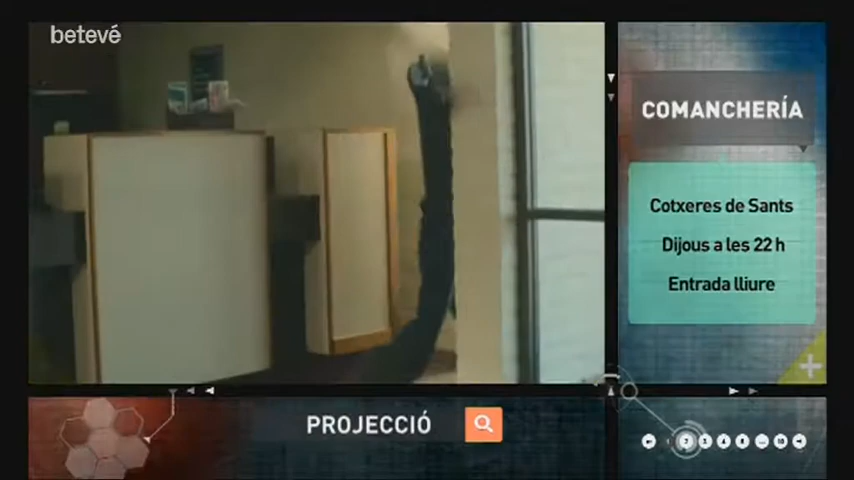 betevé
COMANCHERÍA
Cotxeres de Sants
Dijous a les 22 h
Entrada lliure
PROJECCIÓ